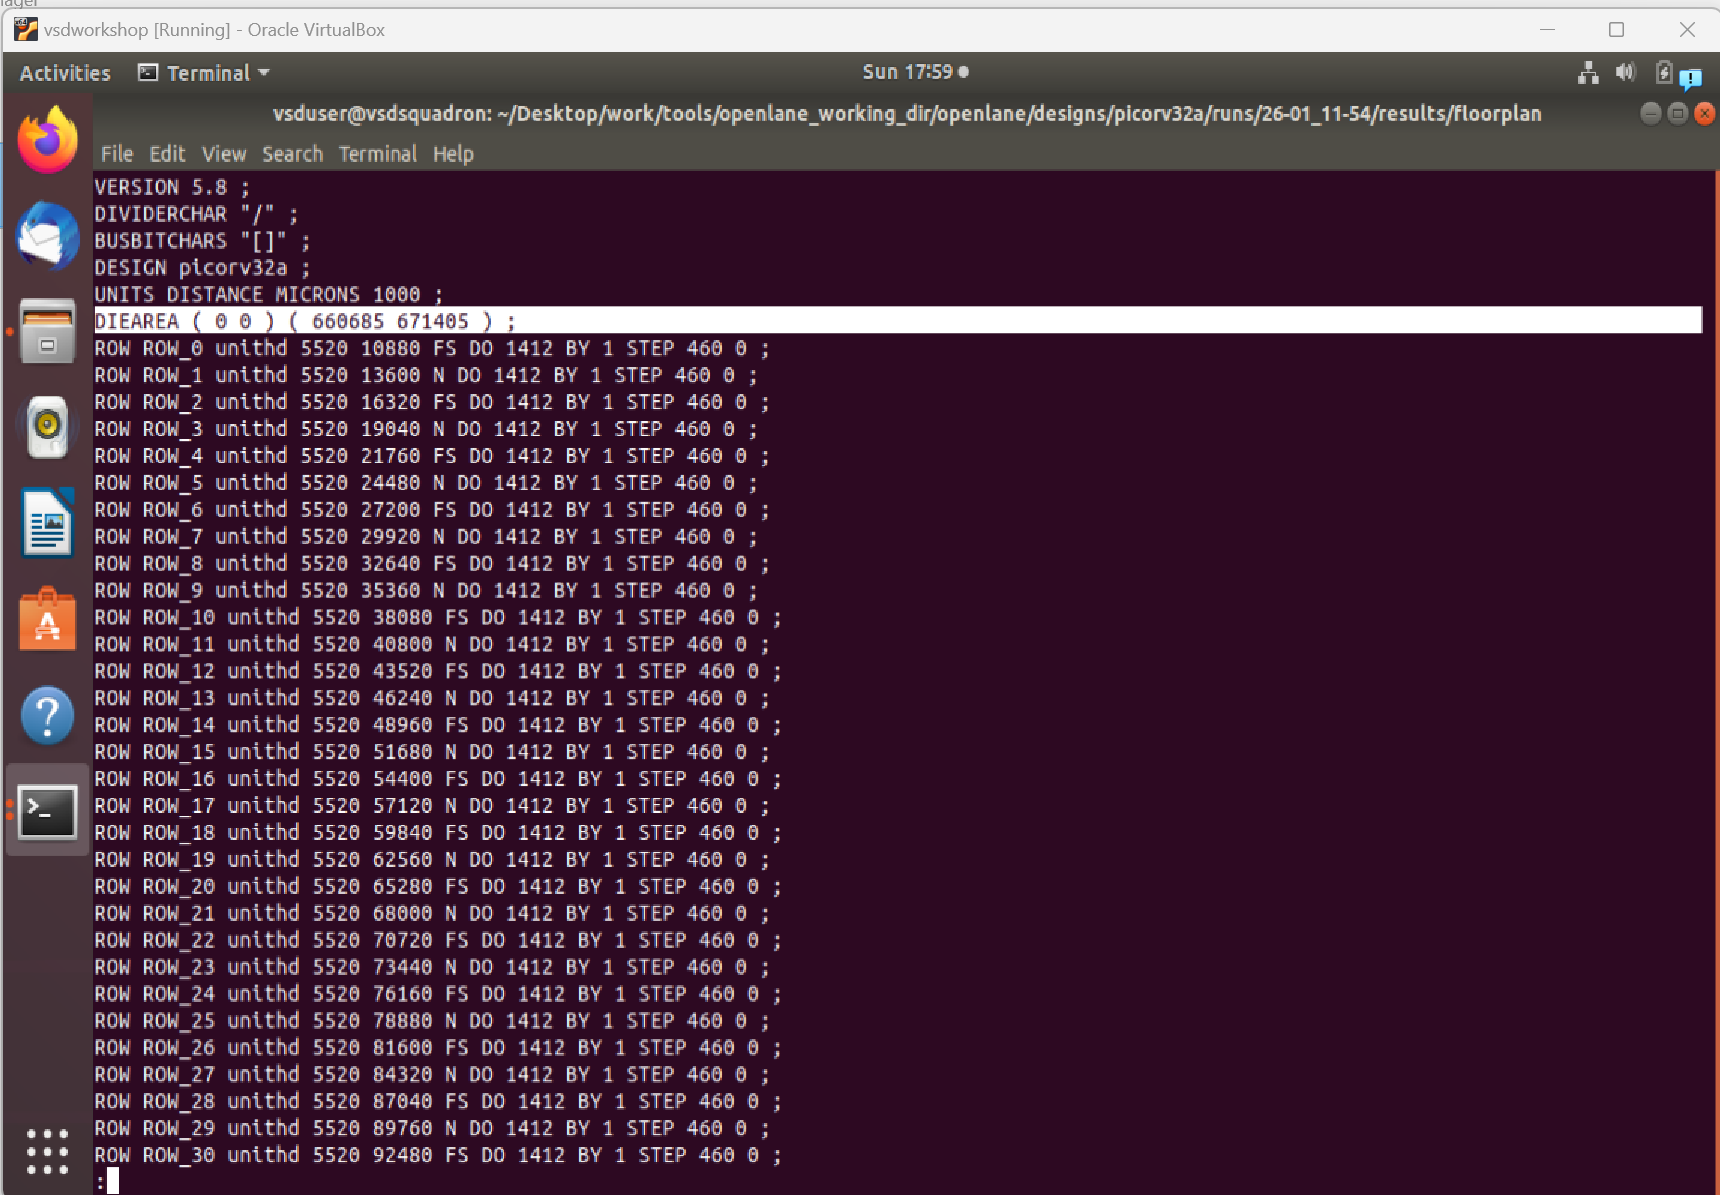 nager
vsdworkshop [Running] - Oracle VirtualBox
Activities Terminal Sun 17:59
vsduser@vsdsquadron: ~/Desktop/work/tools/openlane_working_dir/openlane/designs/picorv32a/runs/26-01_11-54/results/floorplan
File Edit View Search Terminal Help
VERSION 5.8 ;
DIVIDERCHAR "/" ;
BUSBITCHARS "[]" ;
DESIGN picorv32a ;
UNITS DISTANCE MICRONS 1000 ;
DIEAREA ( 0 0 ) ( 660685 671405 ) ;
ROW ROW_0 unithd 5520 10880 FS DO 1412 BY 1 STEP 460 0 ;
ROW ROW_1 unithd 5520 13600 N DO 1412 BY 1 STEP 460 0 ;
ROW ROW_2 unithd 5520 16320 FS DO 1412 BY 1 STEP 460 0 ;
ROW ROW_3 unithd 5520 19040 N DO 1412 BY 1 STEP 460 0 ;
ROW ROW_4 unithd 5520 21760 FS DO 1412 BY 1 STEP 460 0 ;
ROW ROW_5 unithd 5520 24480 N DO 1412 BY 1 STEP 460 0 ;
ROW ROW_6 unithd 5520 27200 FS DO 1412 BY 1 STEP 460 0 ;
ROW ROW_7 unithd 5520 29920 N DO 1412 BY 1 STEP 460 0 ;
ROW ROW_8 unithd 5520 32640 FS DO 1412 BY 1 STEP 460 0 ;
ROW ROW_9 unithd 5520 35360 N DO 1412 BY 1 STEP 460 0 ;
ROW ROW_10 unithd 5520 38080 FS DO 1412 BY 1 STEP 460 0 ;
ROW ROW_11 unithd 5520 40800 N DO 1412 BY 1 STEP 460 0 ;
ROW ROW_12 unithd 5520 43520 FS DO 1412 BY 1 STEP 460 0 ;
ROW ROW_13 unithd 5520 46240 N DO 1412 BY 1 STEP 460 0 ;
ROW ROW_14 unithd 5520 48960 FS DO 1412 BY 1 STEP 460 0 ;
ROW ROW_15 unithd 5520 51680 N DO 1412 BY 1 STEP 460 0 ;
ROW ROW_16 unithd 5520 54400 FS DO 1412 BY 1 STEP 460 0 ;
ROW ROW_17 unithd 5520 57120 N DO 1412 BY 1 STEP 460 0 ;
ROW ROW_18 unithd 5520 59840 FS DO 1412 BY 1 STEP 460 0 ;
ROW ROW_19 unithd 5520 62560 N DO 1412 BY 1 STEP 460 0 ;
ROW ROW_20 unithd 5520 65280 FS DO 1412 BY 1 STEP 460 0 ;
ROW ROW_21 unithd 5520 68000 N DO 1412 BY 1 STEP 460 0 ;
ROW ROW_22 unithd 5520 70720 FS DO 1412 BY 1 STEP 460 0 ;
ROW ROW_23 unithd 5520 73440 N DO 1412 BY 1 STEP 460 0 ;
ROW ROW_24 unithd 5520 76160 FS DO 1412 BY 1 STEP 460 0 ;
ROW ROW_25 unithd 5520 78880 N DO 1412 BY 1 STEP 460 0 ;
ROW ROW_26 unithd 5520 81600 FS DO 1412 BY 1 STEP 460 0 ;
ROW ROW_27 unithd 5520 84320 N DO 1412 BY 1 STEP 460 0 ;
ROW ROW_28 unithd 5520 87040 FS DO 1412 BY 1 STEP 460 0 ;
ROW ROW_29 unithd 5520 89760 N DO 1412 BY 1 STEP 460 0 ;
ROW ROW_30 unithd 5520 92480 FS DO 1412 BY 1 STEP 460 0 ;
: